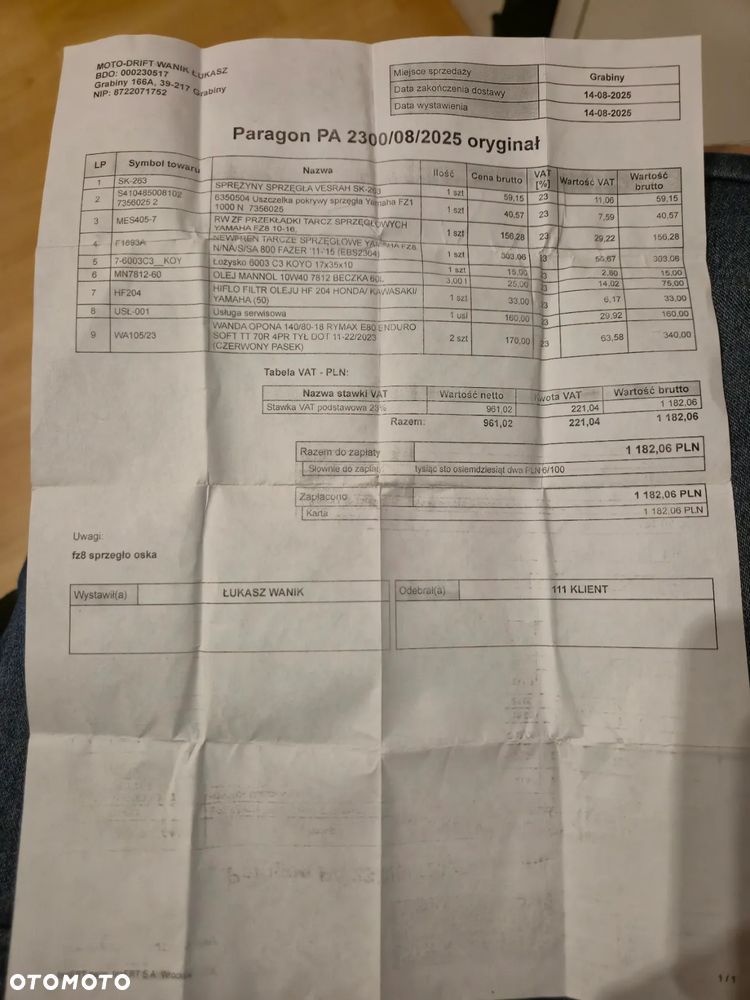 MOTO-DRIFT WANIK ŁUKASZ
BDO: 000230517
Grabiny 166A, 39-217 Grabiny
NIP: 8722071752
Miejsce sprzedaży Grabiny
Data zakończenia dostawy 14-08-2025
Data wystawienia 14-08-2025
Paragon PA 2300/08/2025 oryginał
LP Symbol towaru Nazwa Ilość Cena brutto VAT [%] Wartość VAT Wartość brutto
1 SK-263 SPRĘŻYNY SPRZĘGŁA VESRAH SK-263 1 szt 59,15 23 11,06 59,15
2 S410485008102 6350504 Uszczelka pokrywy sprzęgła Yamaha FZ1 1 szt 40,57 23 7,59 40,57
7356025 2 1000 N 7356025
3 MES405-7 RW ZF PRZEKŁADKI TARCZ SPRZĘGŁOWYCH 1 szt 156,28 23 29,22 156,28
YAMAHA FZ8 10-16,
4 F1693A NEWFREN TARCZE SPRZĘGŁOWE YAMAHA FZ8 1 szt 303,06 23 56,67 303,06
N/NA/S/SA 800 FAZER '11-15 (EBS2364)
5 7-6003C3__KOY Łożysko 6003 C3 KOYO 17x35x10 1 szt 15,00 2,80 15,00
6 MN7812-60 OLEJ MANNOL 10W40 7812 BECZKA 60L 3,00 l 25,00 14,02 75,00
7 HF204 HIFLO FILTR OLEJU HF 204 HONDA/ KAWASAKI/ 1 szt 33,00 6,17 33,00
YAMAHA (50)
8 USŁ-001 Usługa serwisowa 1 usł 160,00 23 29,92 160,00
9 WA105/23 WANDA OPONA 140/80-18 RYMAX E80 ENDURO 2 szt 170,00 23 63,58 340,00
SOFT TT 70R 4PR TYŁ DOT 11-22/2023
(CZERWONY PASEK)
Tabela VAT - PLN:
Nazwa stawki VAT Wartość netto Kwota VAT Wartość brutto
Stawka VAT podstawowa 23% 961,02 221,04 1 182,06
Razem: 961,02 221,04 1 182,06
Razem do zapłaty 1 182,06 PLN
Słownie do zapłaty tysiąc sto osiemdziesiąt dwa PLN 6/100
Zapłacono 1 182,06 PLN
Karta 1 182,06 PLN
Uwagi:
fz8 sprzęgło oska
Wystawił(a) ŁUKASZ WANIK Odebrał(a) 111 KLIENT
1 / 1
OTOMOTO